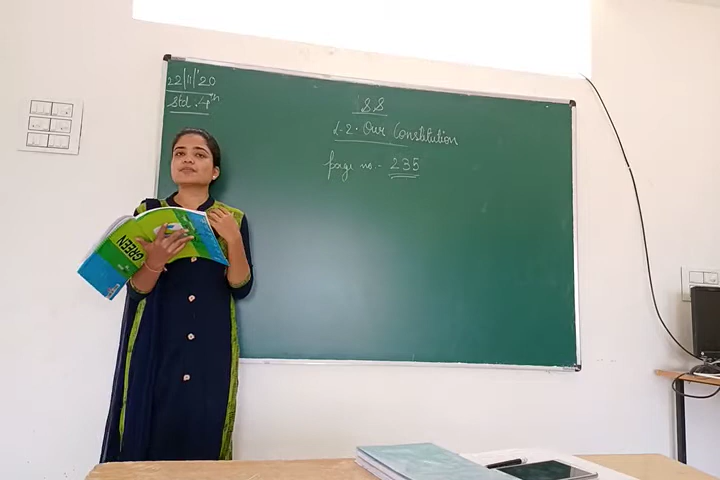 22/11/'20
Std. 4th
SS
L-2. Our Constitution
page no. - 235
GREEN